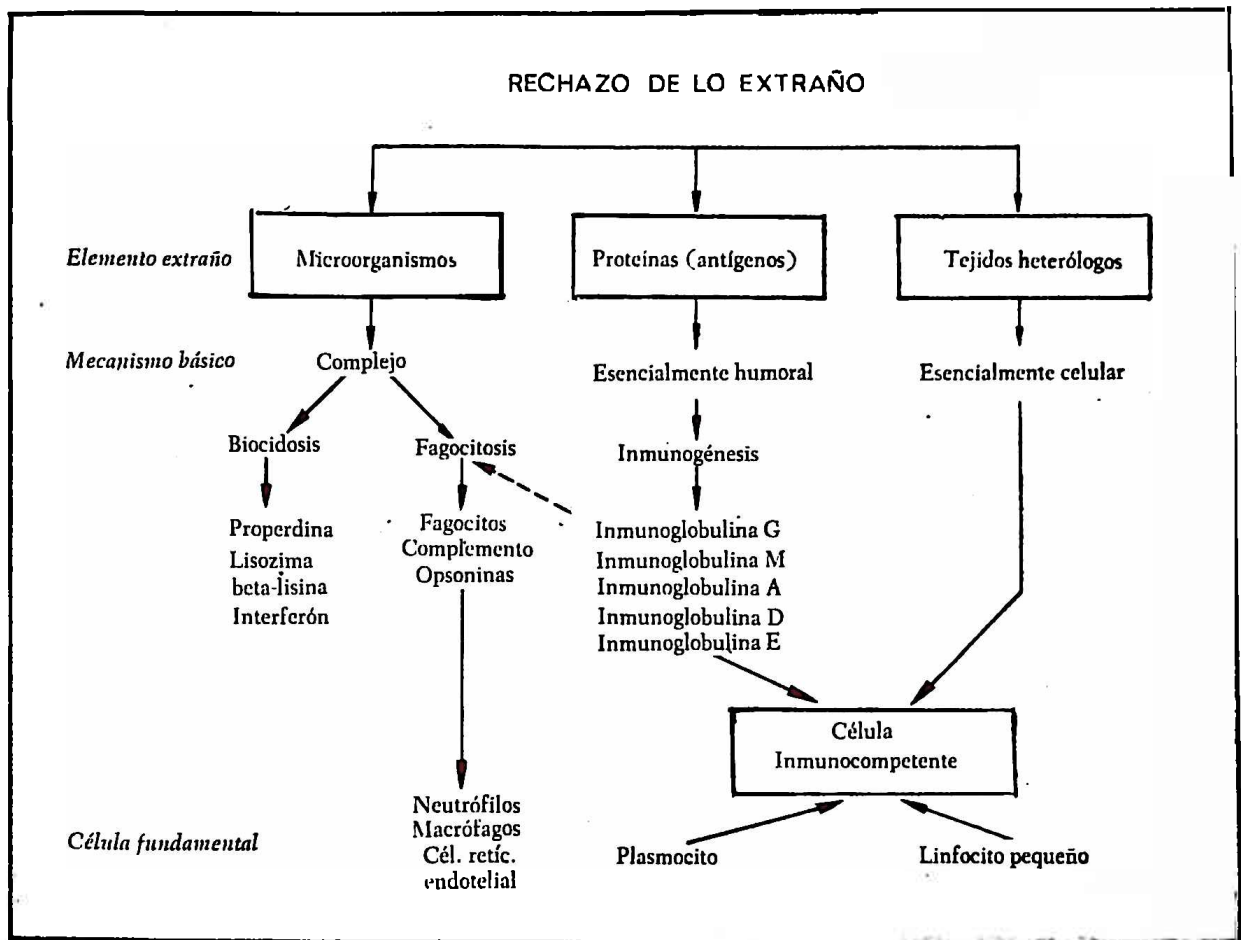 RECHAZO DE LO EXTRAÑO
Elemento extraño
Microorganismos
Proteínas (antígenos)
Tejidos heterólogos
Mecanismo básico
Complejo
Esencialmente humoral
Esencialmente celular
Biocidosis
Fagocitosis
Inmunogénesis
Properdina
Lisozima
beta-lisina
Interferón
Fagocitos
Complemento
Opsoninas
Inmunoglobulina G
Inmunoglobulina M
Inmunoglobulina A
Inmunoglobulina D
Inmunoglobulina E
Célula
Inmunocompetente
Célula fundamental
Neutrófilos
Macrófagos
Cél. retíc.
endotelial
Plasmocito
Linfocito pequeño